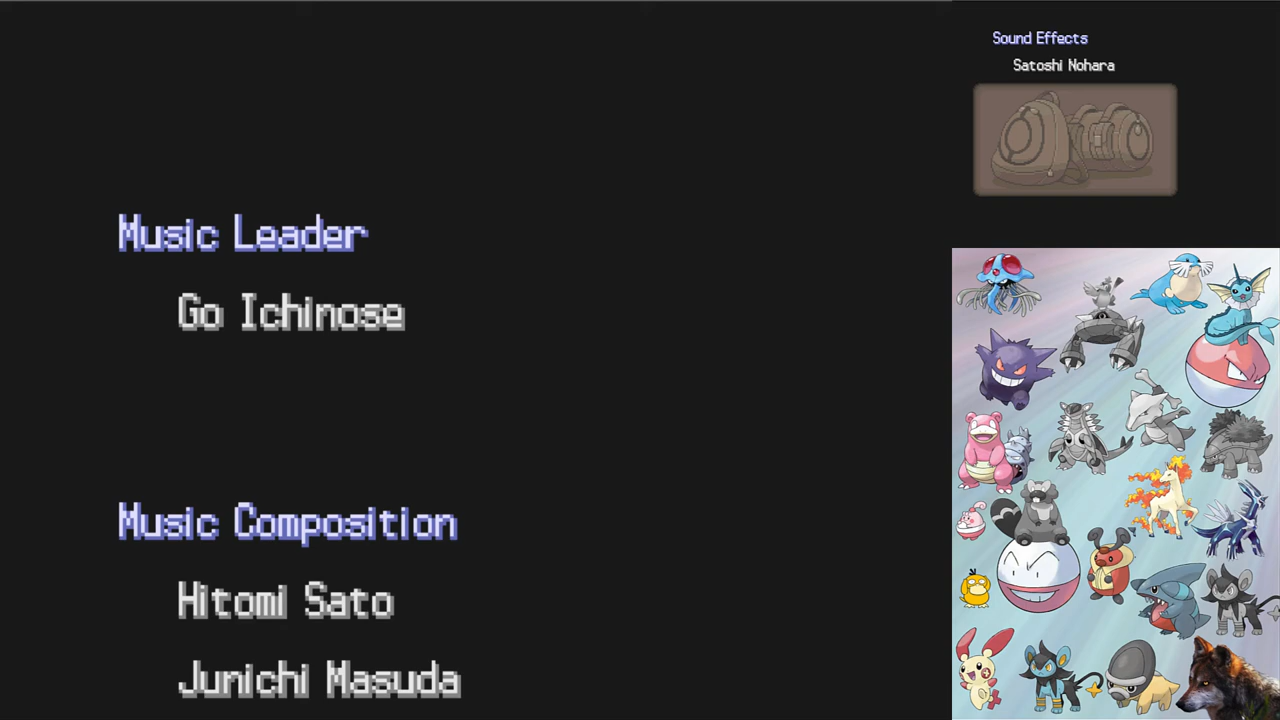 Music Leader
Go Ichinose
Music Composition
Hitomi Sato
Junichi Masuda
Sound Effects
Satoshi Nohara